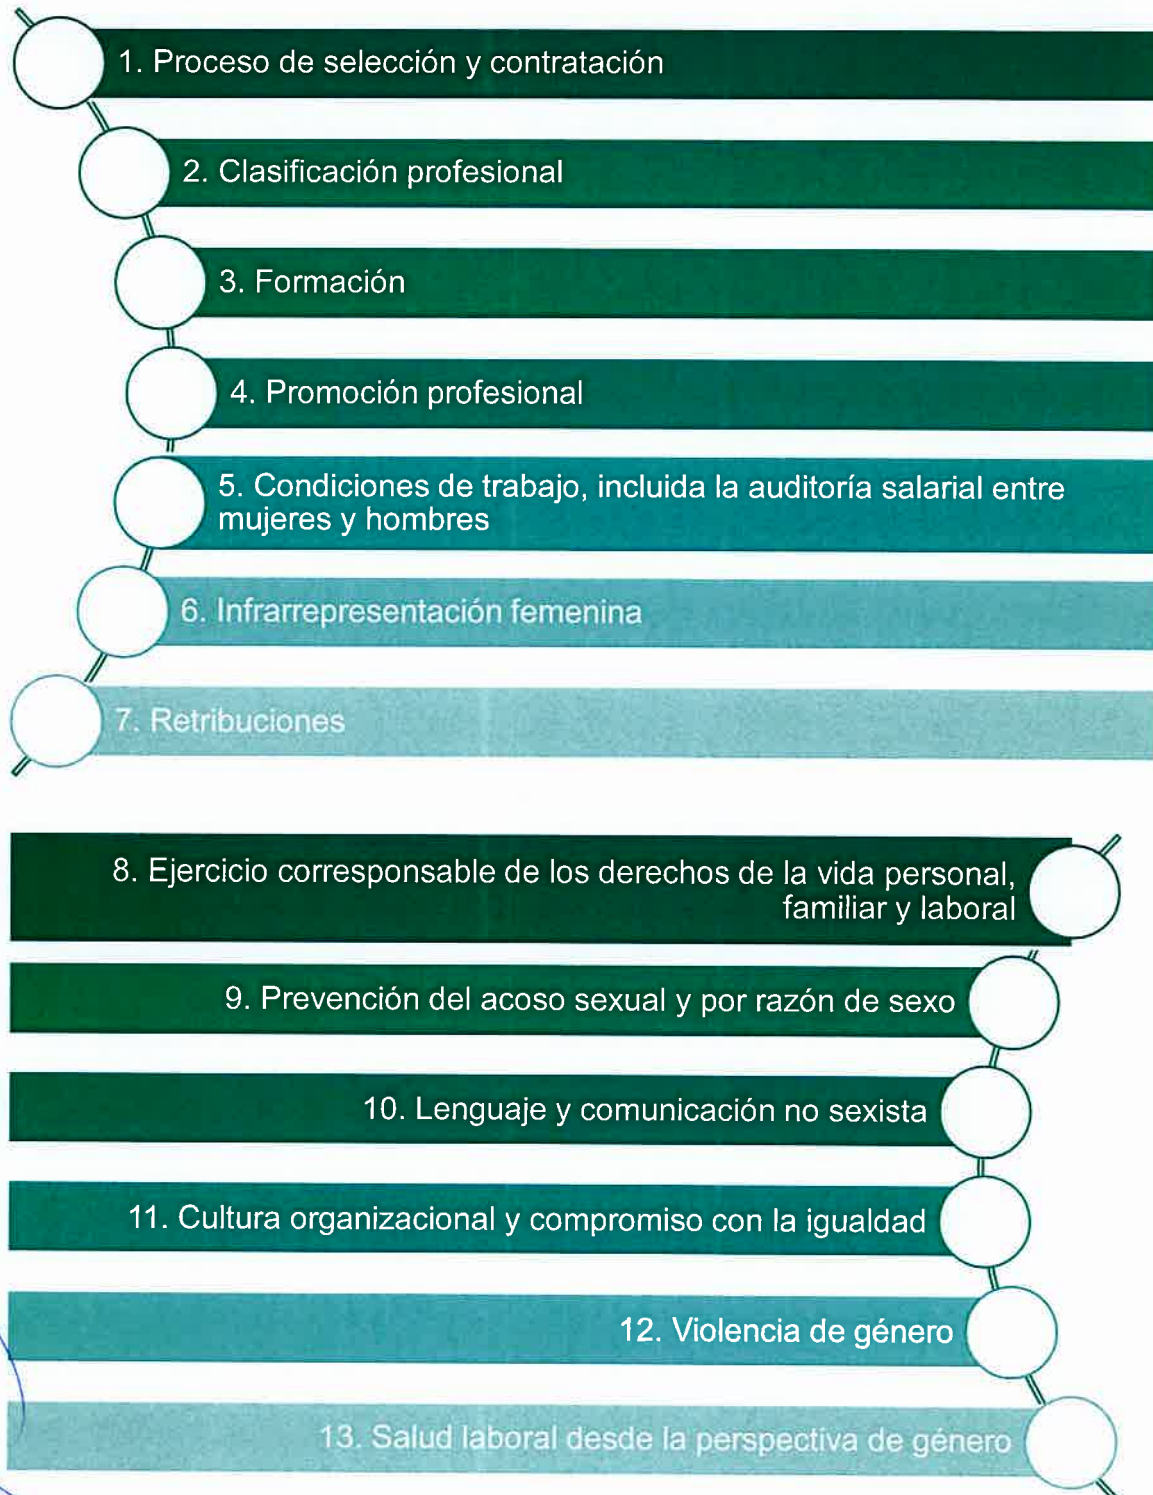 1. Proceso de selección y contratación
2. Clasificación profesional
3. Formación
4. Promoción profesional
5. Condiciones de trabajo, incluida la auditoría salarial entre
mujeres y hombres
6. Infrarrepresentación femenina
7. Retribuciones
8. Ejercicio corresponsable de los derechos de la vida personal,
familiar y laboral
9. Prevención del acoso sexual y por razón de sexo
10. Lenguaje y comunicación no sexista
11. Cultura organizacional y compromiso con la igualdad
12. Violencia de género
13. Salud laboral desde la perspectiva de género